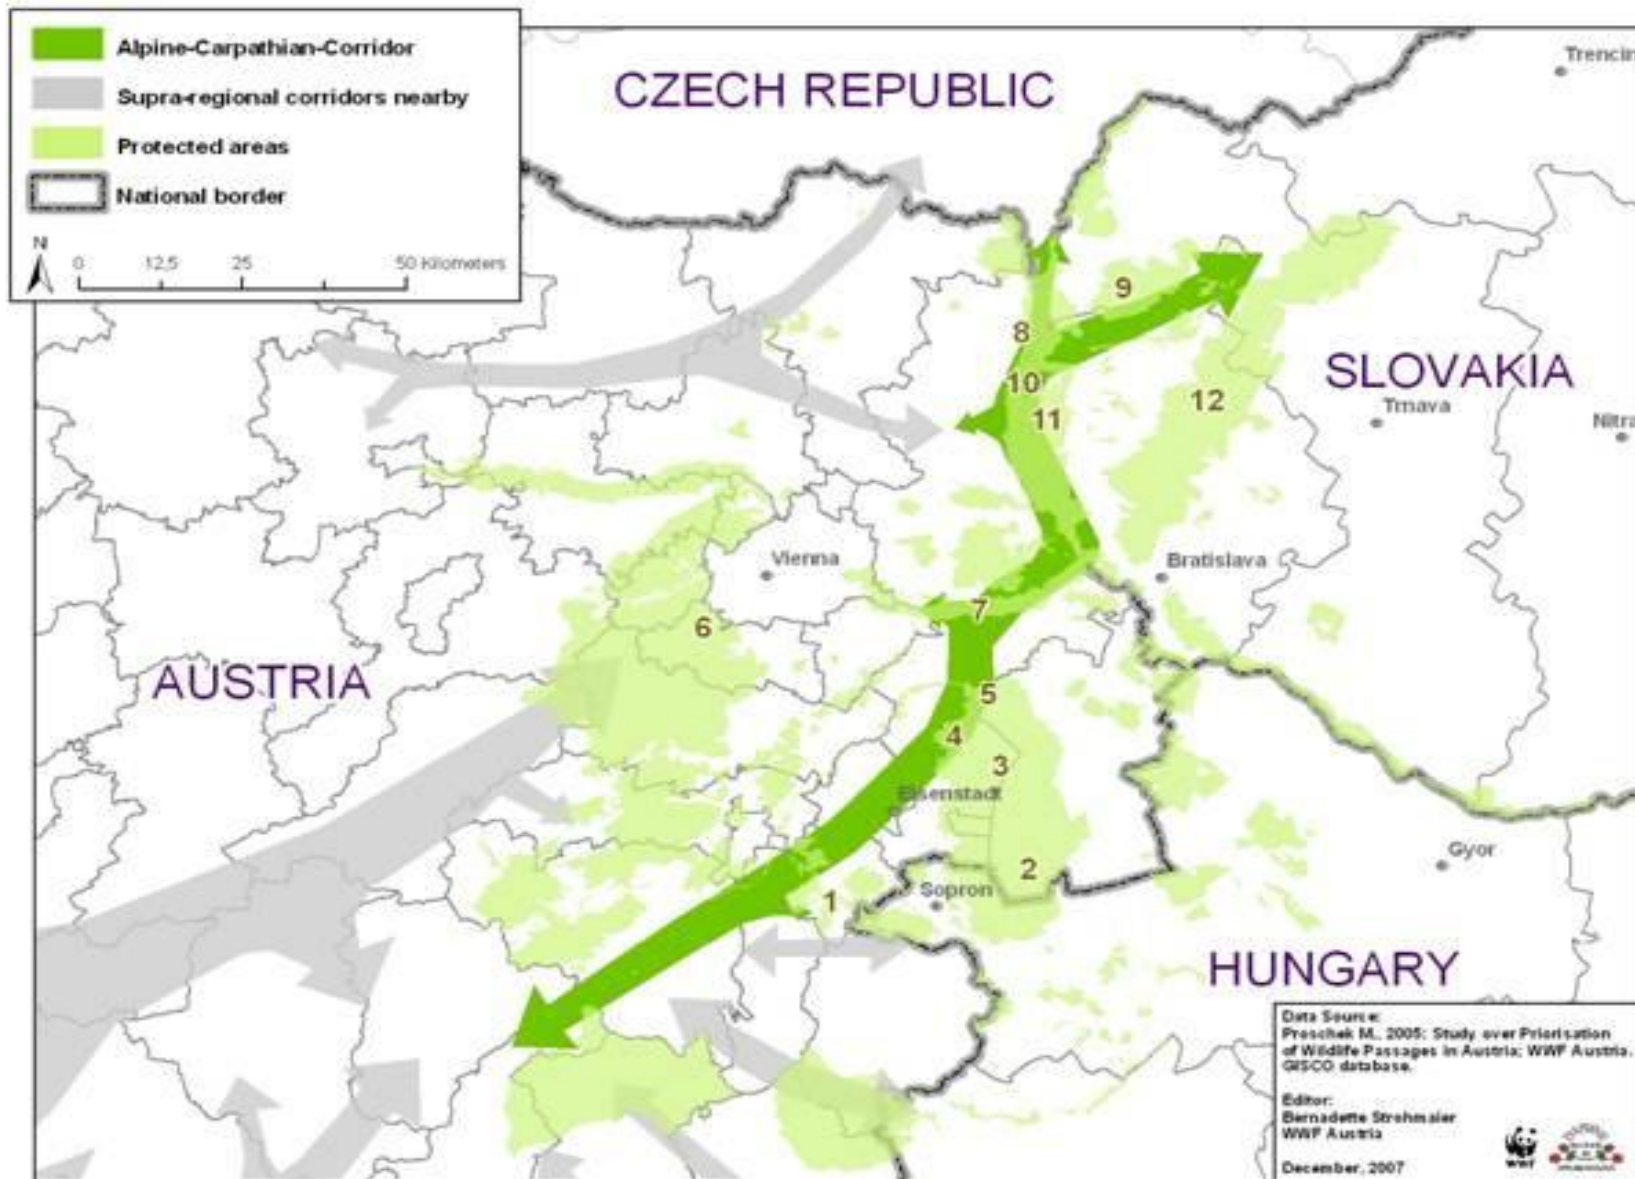 Alpine-Carpathian-Corridor
Supra-regional corridors nearby
Protected areas
National border
N
0 12,5 25 50 Kilometers
CZECH REPUBLIC
Trencin
9
8
SLOVAKIA
10
12
Trnava
11
Nitra
Vienna
Bratislava
7
6
AUSTRIA
5
4
3
Eisenstadt
Gyor
2
Sopron
1
HUNGARY
Data Source:
Proschek M., 2005: Study over Priorisation
of Wildlife Passages in Austria; WWF Austria.
GISCO database.
Editor:
Bernadette Strohmaier
WWF Austria
December, 2007
WWF